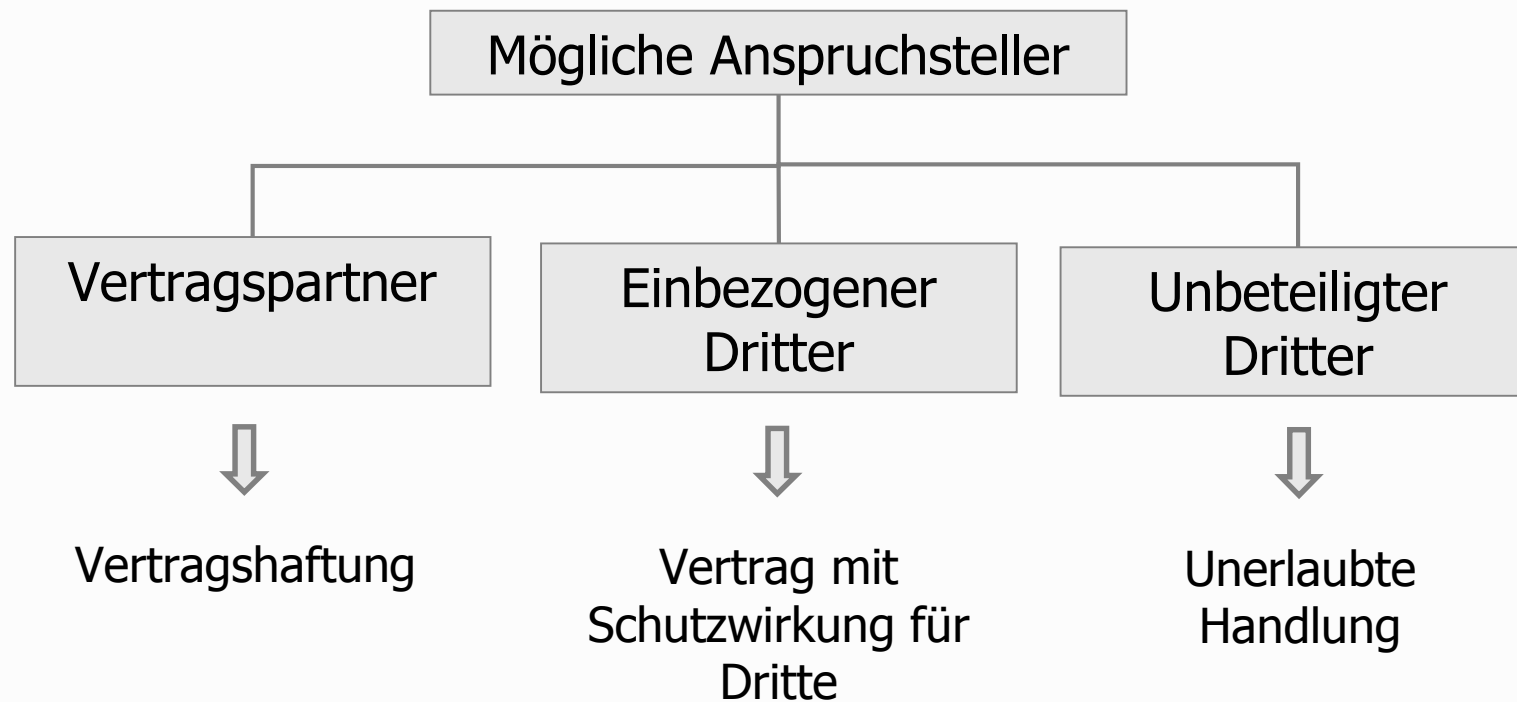 Mögliche Anspruchsteller
Vertragspartner
Einbezogener
Dritter
Unbeteiligter
Dritter
Vertragshaftung
Vertrag mit
Schutzwirkung für
Dritte
Unerlaubte
Handlung